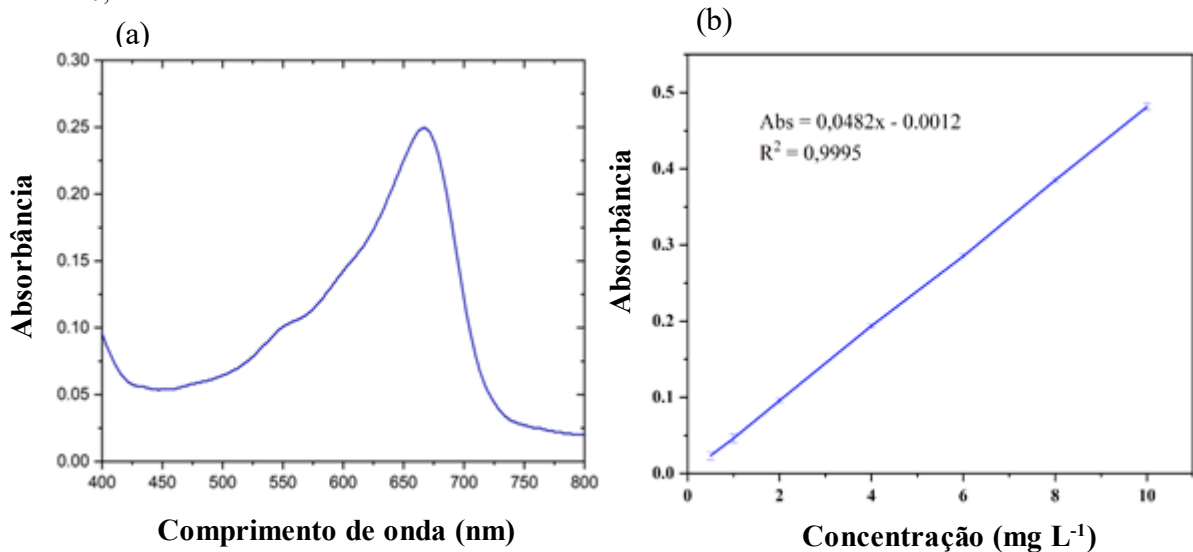 (a)
0.30
0.25
0.20
0.15
0.10
0.05
0.00
400 450 500 550 600 650 700 750 800
Absorbância
Comprimento de onda (nm)
(b)
0.5
0.4
0.3
0.2
0.1
0.0
0 2 4 6 8 10
Abs = 0,0482x - 0.0012
R² = 0,9995
Absorbância
Concentração (mg L⁻¹)